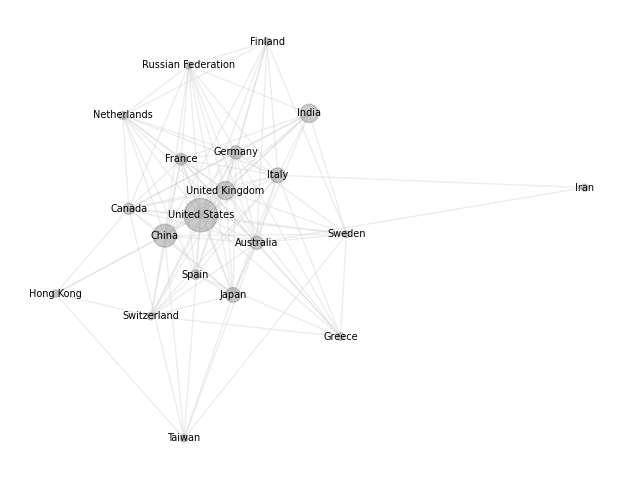 Finland
Russian Federation
India
Netherlands
Germany
France
Italy
Iran
United Kingdom
Canada
United States
Sweden
China
Australia
Spain
Hong Kong
Japan
Switzerland
Greece
Taiwan